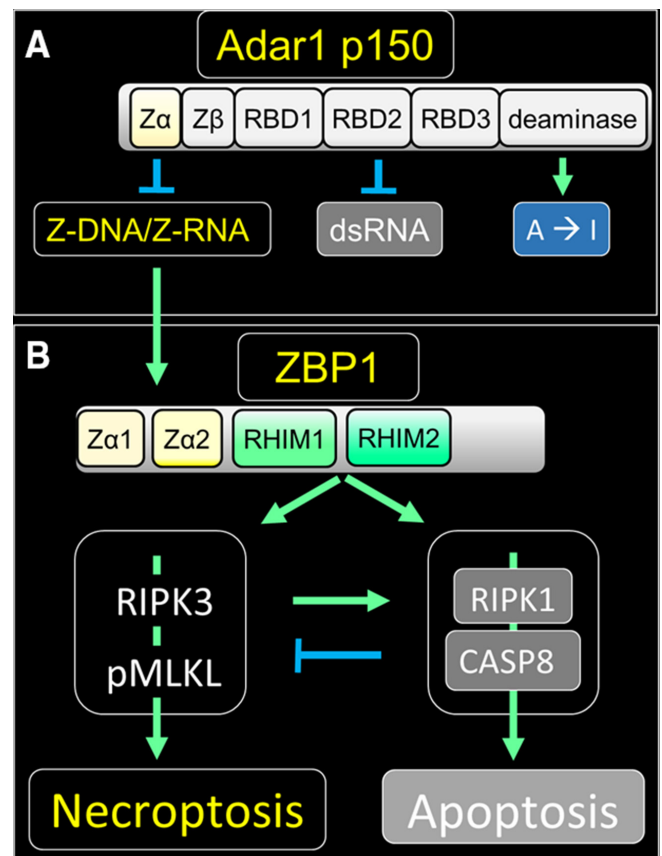 A
Adar1 p150
Zα Zβ RBD1 RBD2 RBD3 deaminase
Z-DNA/Z-RNA dsRNA A → I
B
ZBP1
Zα1 Zα2 RHIM1 RHIM2
RIPK3 RIPK1
pMLKL CASP8
Necroptosis Apoptosis